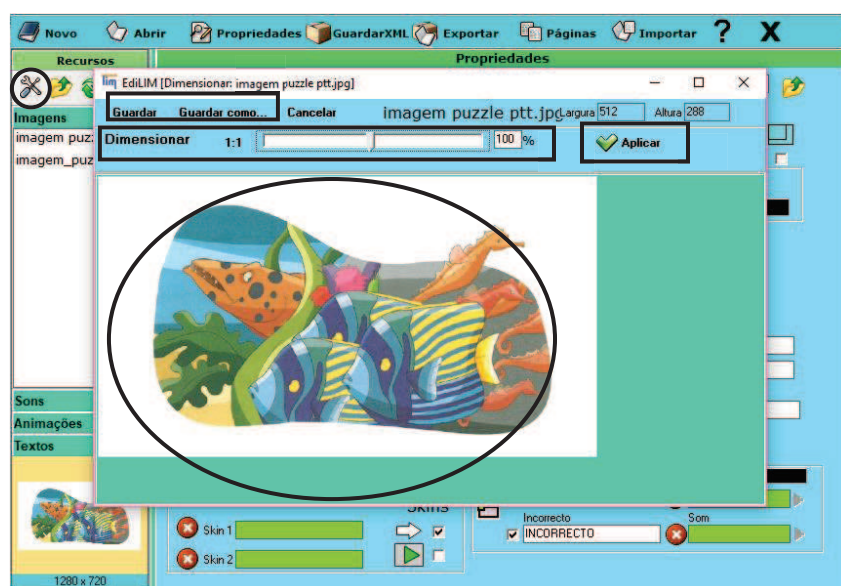 Novo Abrir Propriedades GuardarXML Exportar Páginas Importar ? X
Recursos Propriedades
lim EdiLIM [Dimensionar: imagem puzzle ptt.jpg]
Guardar Guardar como... Cancelar imagem puzzle ptt.jpg Largura 512 Altura 288
Imagens
Dimensionar 1:1 100 % Aplicar
imagem puz
imagem_puz
Sons
Animações
Textos
Skins
Incorrecto Som
Skin 1 INCORRECTO
Skin 2
1280 x 720